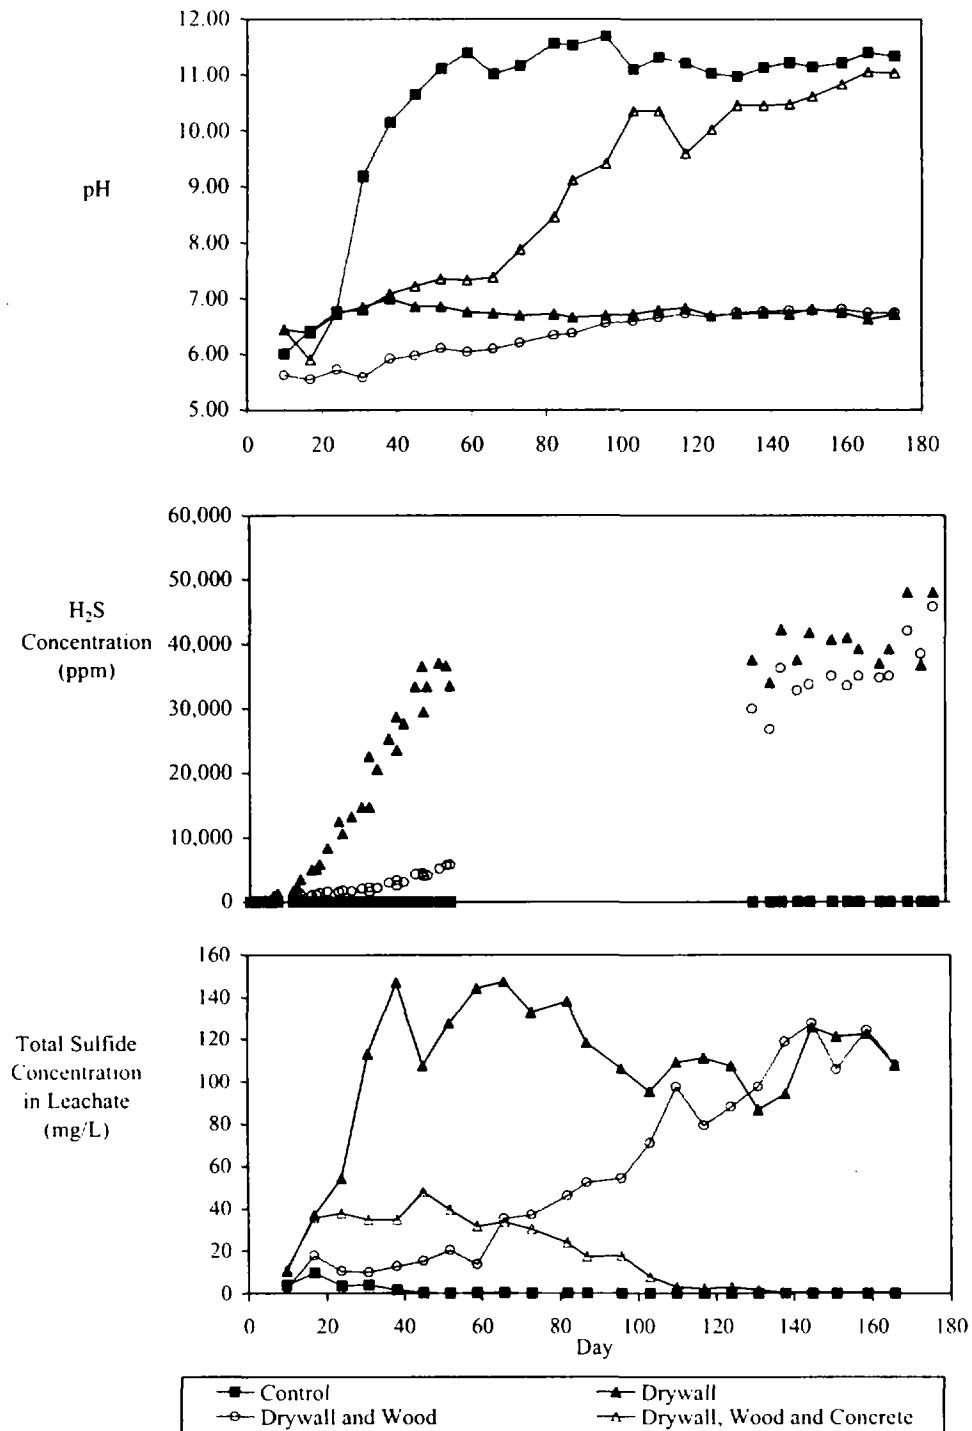 12.00
11.00
10.00
9.00
8.00
7.00
6.00
5.00
pH
0 20 40 60 80 100 120 140 160 180
60,000
50,000
40,000
30,000
20,000
10,000
0
H₂S
Concentration
(ppm)
160
140
120
100
80
60
40
20
0
Total Sulfide
Concentration
in Leachate
(mg/L)
0 20 40 60 80 100 120 140 160 180
Day
Control
Drywall
Drywall and Wood
Drywall, Wood and Concrete